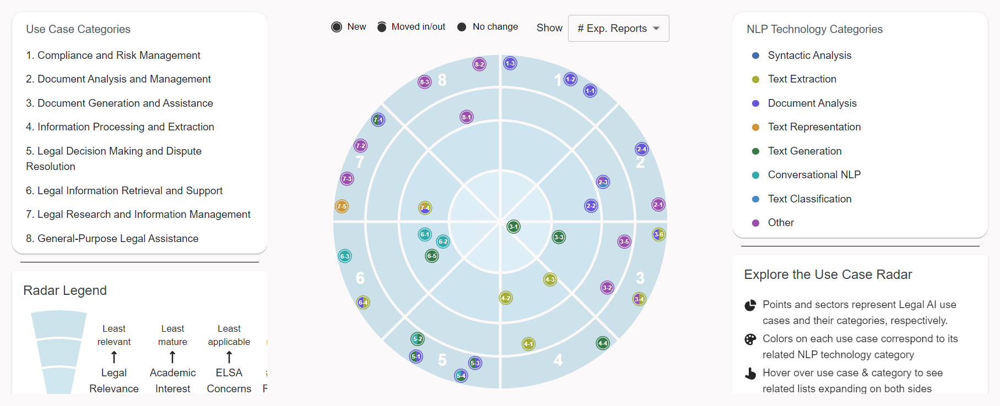 Use Case Categories
1. Compliance and Risk Management
2. Document Analysis and Management
3. Document Generation and Assistance
4. Information Processing and Extraction
5. Legal Decision Making and Dispute
Resolution
6. Legal Information Retrieval and Support
7. Legal Research and Information Management
8. General-Purpose Legal Assistance
Radar Legend
Least relevant
Least mature
Least applicable
Legal Relevance
Academic Interest
ELSA Concerns
New
Moved in/out
No change
Show
# Exp. Reports
8-2
1-3
8-3
8
1
1-2
1-1
8-1
7-1
7-2
2-4
7
2
7-3
2-3
7-5
7-4
2-2
2-1
3-1
6-1
6-2
3-3
3-5
3-6
6-3
6-5
6
4-3
3
3-2
6-4
4-2
3-4
5-2
4-1
4-4
5-1
5
5-3
4
5-4
NLP Technology Categories
Syntactic Analysis
Text Extraction
Document Analysis
Text Representation
Text Generation
Conversational NLP
Text Classification
Other
Explore the Use Case Radar
Points and sectors represent Legal AI use
cases and their categories, respectively.
Colors on each use case correspond to its
related NLP technology category
Hover over use case & category to see
related lists expanding on both sides